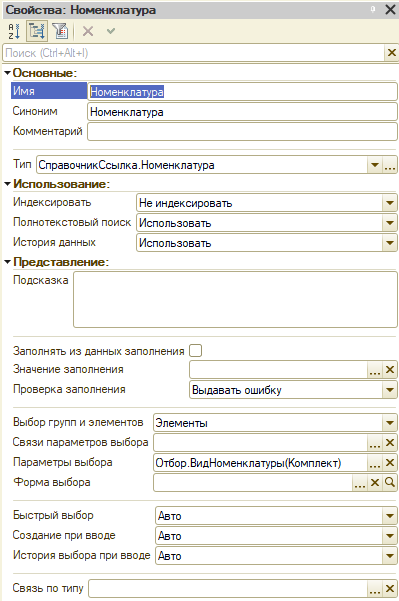 Свойства: Номенклатура
Поиск (Ctrl+Alt+I)
Основные:
Имя Номенклатура
Синоним Номенклатура
Комментарий
Тип СправочникСсылка.Номенклатура
Использование:
Индексировать Не индексировать
Полнотекстовый поиск Использовать
История данных Использовать
Представление:
Подсказка
Заполнять из данных заполнения
Значение заполнения
Проверка заполнения Выдавать ошибку
Выбор групп и элементов Элементы
Связи параметров выбора
Параметры выбора Отбор.ВидНоменклатуры(Комплект)
Форма выбора
Быстрый выбор Авто
Создание при вводе Авто
История выбора при вводе Авто
Связь по типу